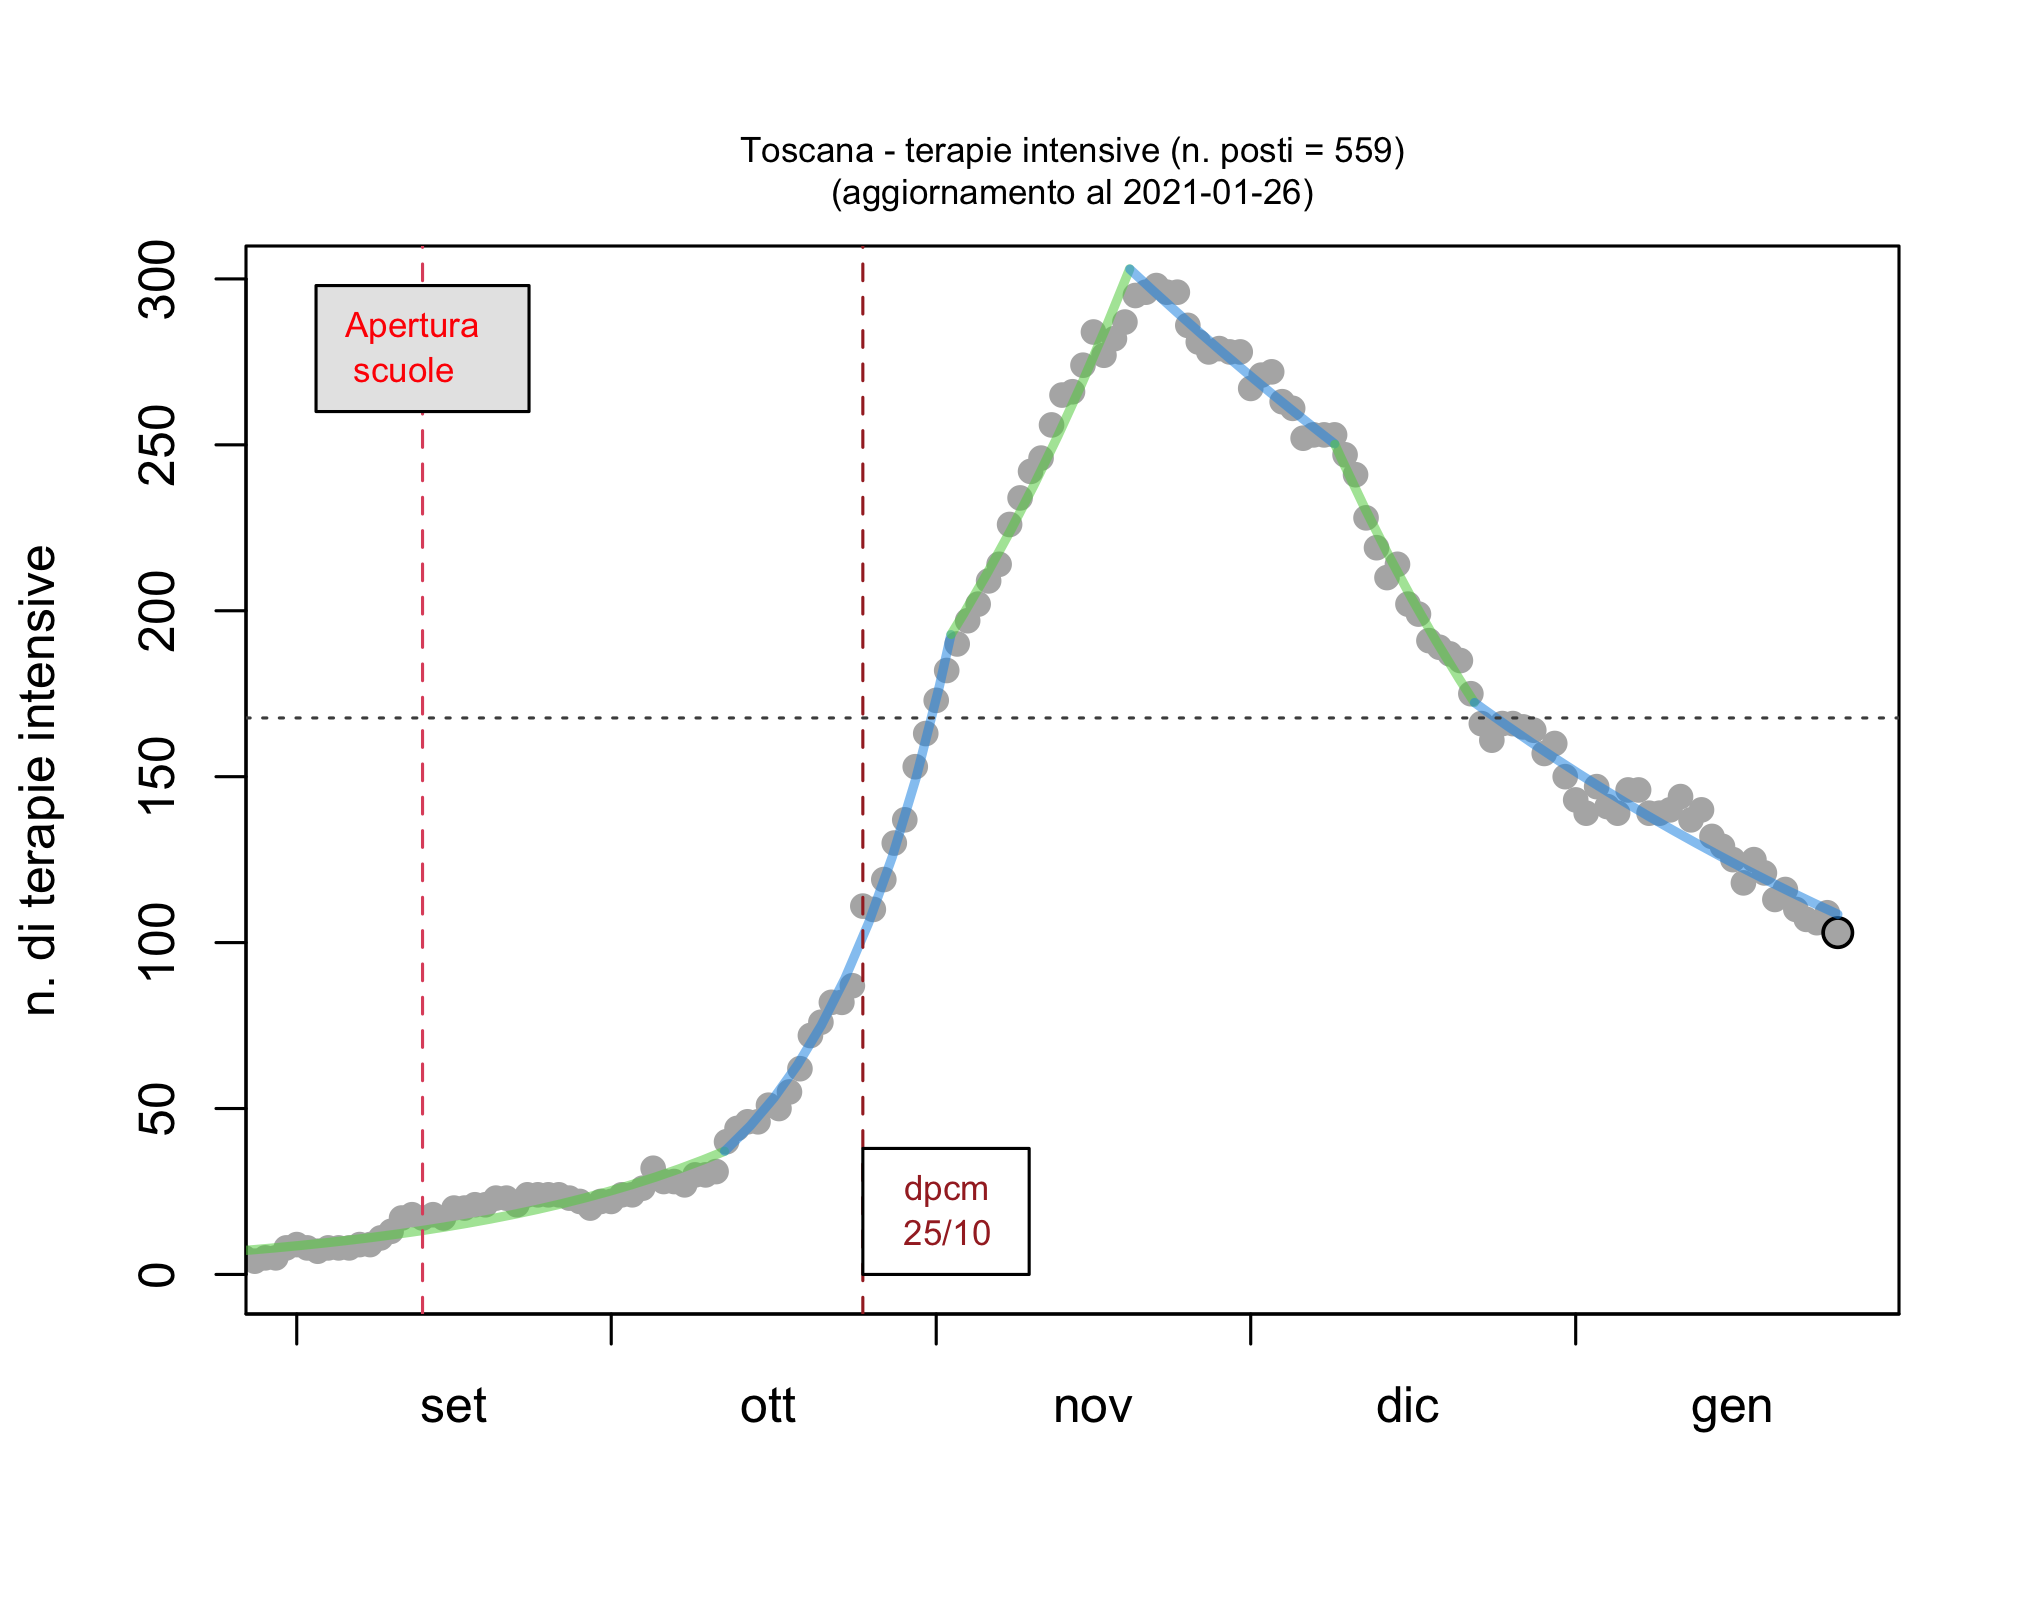 Toscana - terapie intensive (n. posti = 559)
(aggiornamento al 2021-01-26)
n. di terapie intensive
300
250
200
150
100
50
0
Apertura
scuole
dpcm
25/10
set
ott
nov
dic
gen